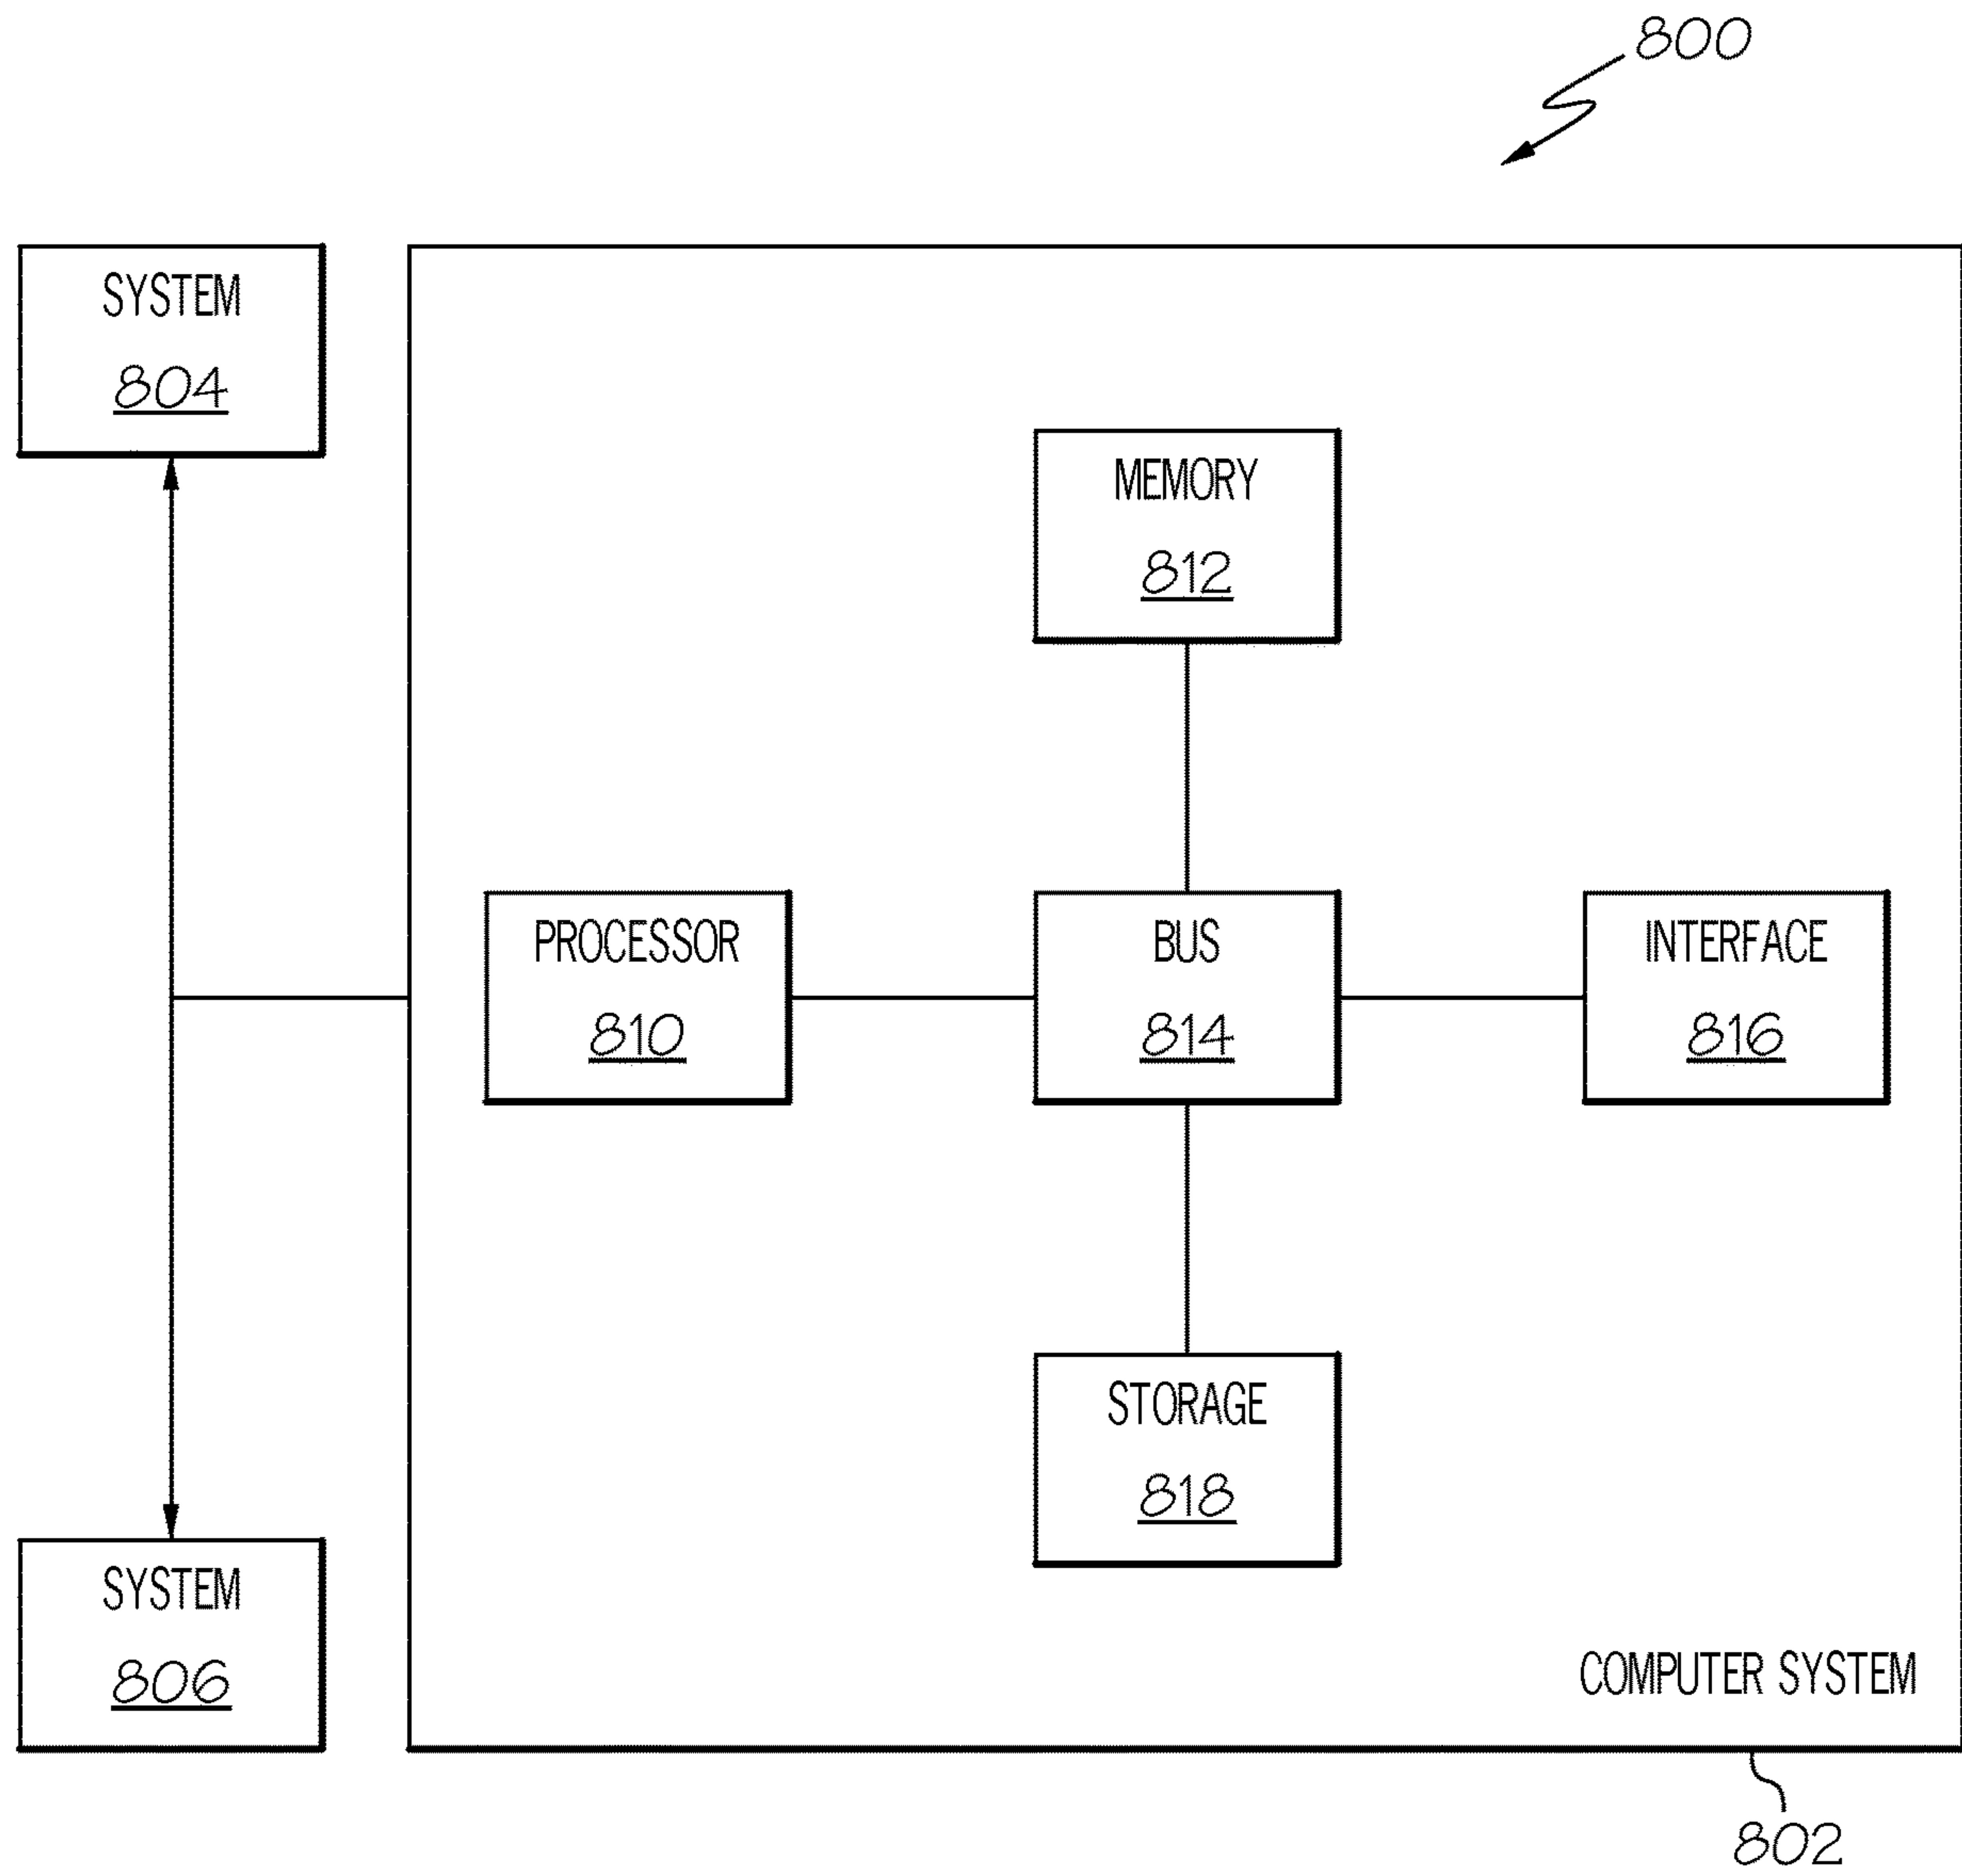 800
SYSTEM
804
MEMORY
812
PROCESSOR
810
BUS
814
INTERFACE
816
STORAGE
818
SYSTEM
806
COMPUTER SYSTEM
802